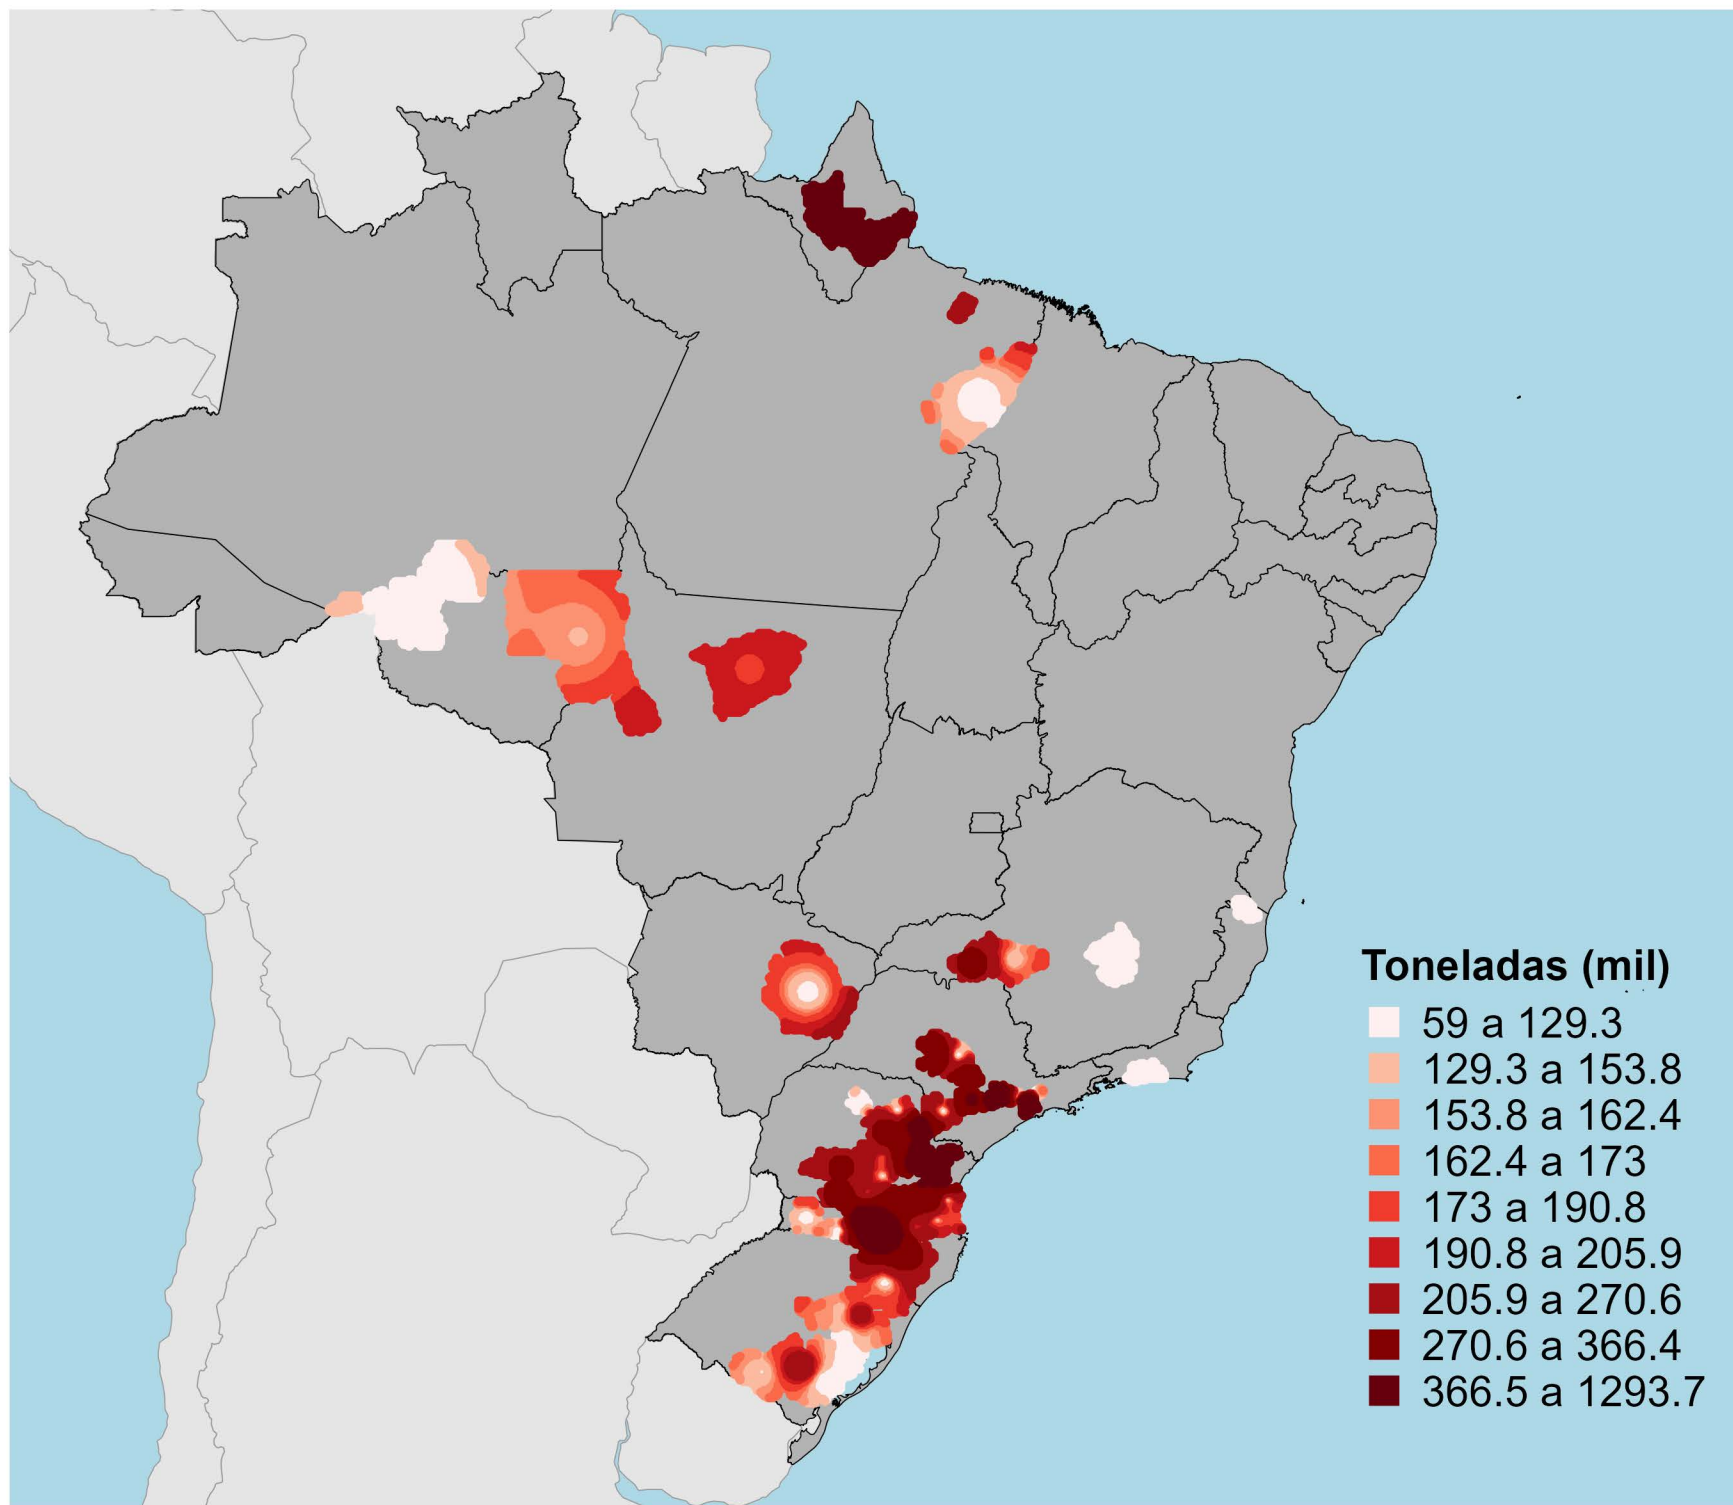 Toneladas (mil)
59 a 129.3
129.3 a 153.8
153.8 a 162.4
162.4 a 173
173 a 190.8
190.8 a 205.9
205.9 a 270.6
270.6 a 366.4
366.5 a 1293.7